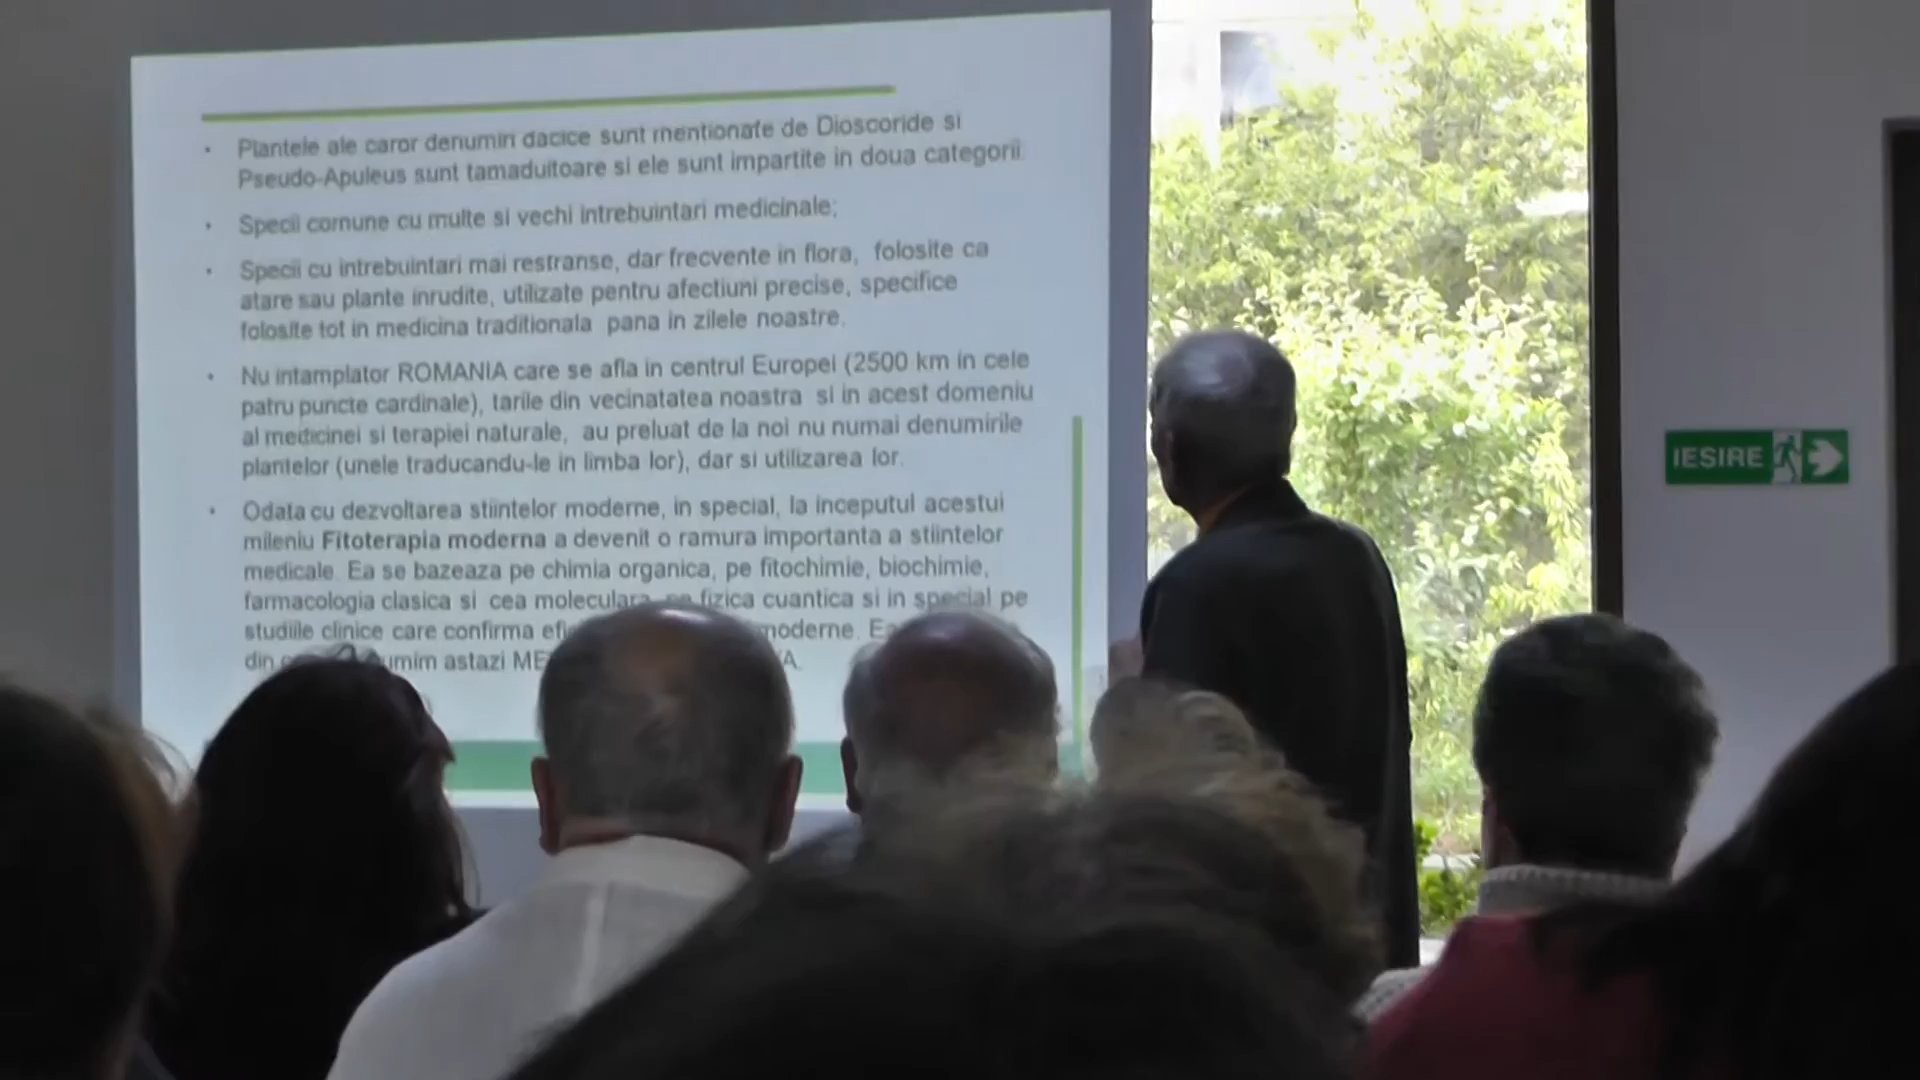 Plantele ale caror denumiri dacice sunt mentionate de Dioscoride si
Pseudo-Apuleus sunt tamaduitoare si ele sunt impartite in doua categorii:
Specii comune cu multe si vechi intrebuintari medicinale;
Specii cu intrebuintari mai restranse, dar frecvente in flora, folosite ca
atare sau plante inrudite, utilizate pentru afectiuni precise, specifice
folosite tot in medicina traditionala pana in zilele noastre.
Nu intamplator ROMANIA care se afla in centrul Europei (2500 km in cele
patru puncte cardinale), tarile din vecinatatea noastra si in acest domeniu
al medicinei si terapiei naturale, au preluat de la noi nu numai denumirile
plantelor (unele traducandu-le in limba lor), dar si utilizarea lor.
Odata cu dezvoltarea stiintelor moderne, in special, la inceputul acestui
mileniu Fitoterapia moderna a devenit o ramura importanta a stiintelor
medicale. Ea se bazeaza pe chimia organica, pe fitochimie, biochimie,
farmacologia clasica si cea moleculara, pe fizica cuantica si in special pe
studiile clinice care confirma moderne. Ea
din astazi
IESIRE